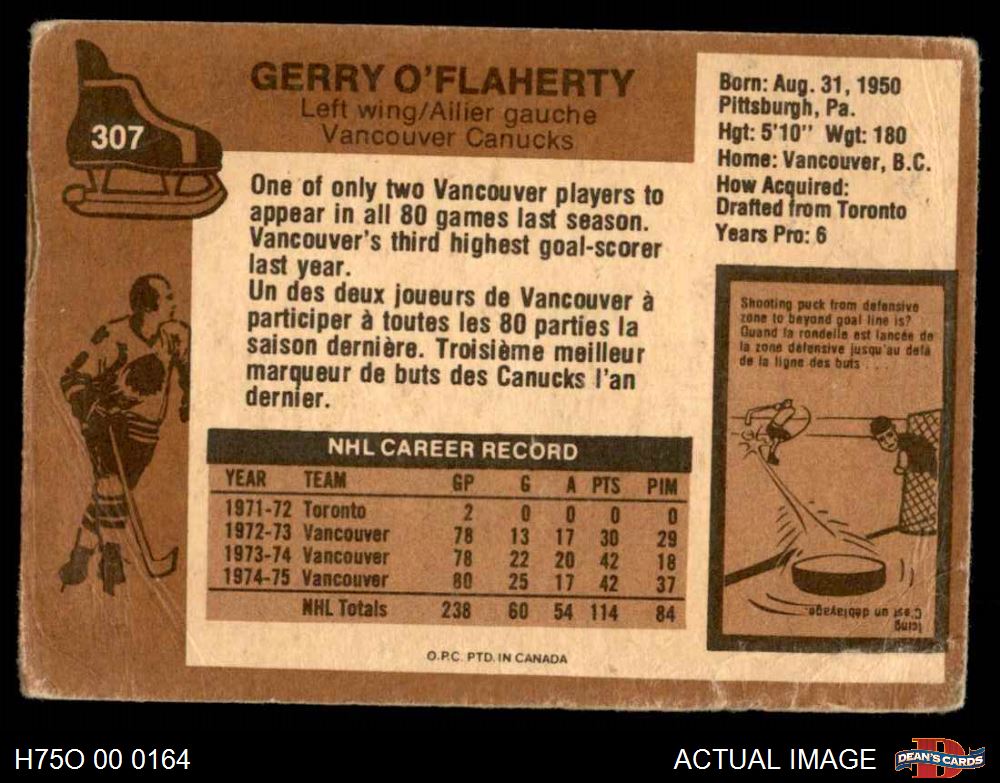 307
GERRY O'FLAHERTY
Left wing/Ailier gauche
Vancouver Canucks
Born: Aug. 31, 1950
Pittsburgh, Pa.
Hgt: 5'10" Wgt: 180
Home: Vancouver, B.C.
How Acquired:
Drafted from Toronto
Years Pro: 6
One of only two Vancouver players to
appear in all 80 games last season.
Vancouver's third highest goal-scorer
last year.
Un des deux joueurs de Vancouver à
participer à toutes les 80 parties la
saison dernière. Troisième meilleur
marqueur de buts des Canucks l'an
dernier.
Shooting puck from defensive
zone to beyond goal line is?
Quand la rondelle est lancée de
la zone défensive jusqu'au delà
de la ligne des buts . . .
Icing
C'est un déblayage.
NHL CAREER RECORD
YEAR TEAM GP G A PTS PIM
1971-72 Toronto 2 0 0 0 0
1972-73 Vancouver 78 13 17 30 29
1973-74 Vancouver 78 22 20 42 18
1974-75 Vancouver 80 25 17 42 37
NHL Totals 238 60 54 114 84
O.P.C. PTD. IN CANADA
H75O 00 0164
ACTUAL IMAGE
DEAN'S CARDS